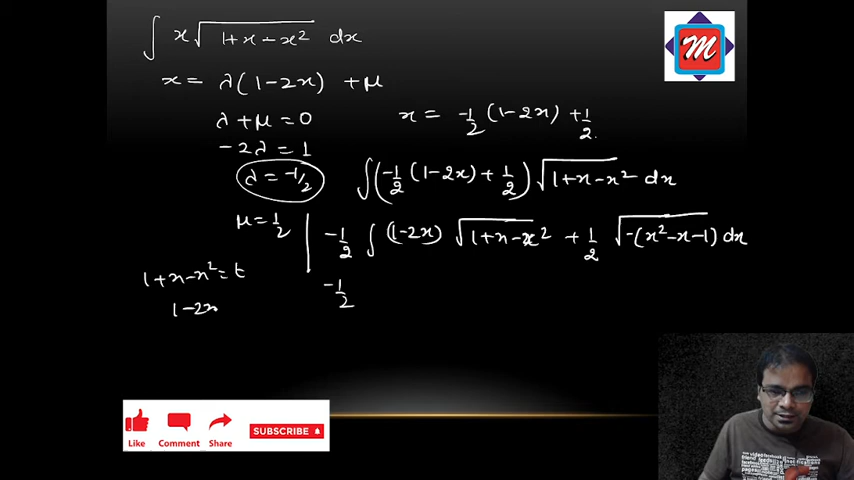 ∫ x√(1+x-x²) dx
x = λ(1-2x) + μ
λ+μ = 0
-2λ = 1
λ = -1/2
μ = 1/2
x = -1/2 (1-2x) + 1/2.
∫(-1/2 (1-2x) + 1/2) √(1+x-x²) dx
-1/2 ∫ (1-2x) √(1+x-x²) + 1/2 √(-(x²-x-1)) dx
1+x-x² = t
1-2x
-1/2
M
Like
Comment
Share
SUBSCRIBE